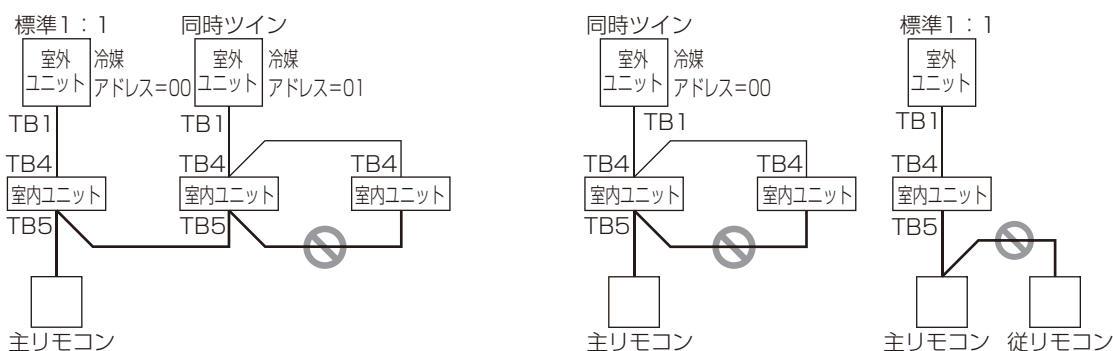 標準1：1
同時ツイン
室外
ユニット
冷媒
アドレス=00
室外
ユニット
冷媒
アドレス=01
TB1
TB1
TB4
TB4
TB4
室内ユニット
室内ユニット
室内ユニット
TB5
TB5
主リモコン
同時ツイン
標準1：1
室外
ユニット
冷媒
アドレス=00
室外
ユニット
TB1
TB1
TB4
TB4
TB4
室内ユニット
室内ユニット
室内ユニット
TB5
TB5
主リモコン
主リモコン
従リモコン